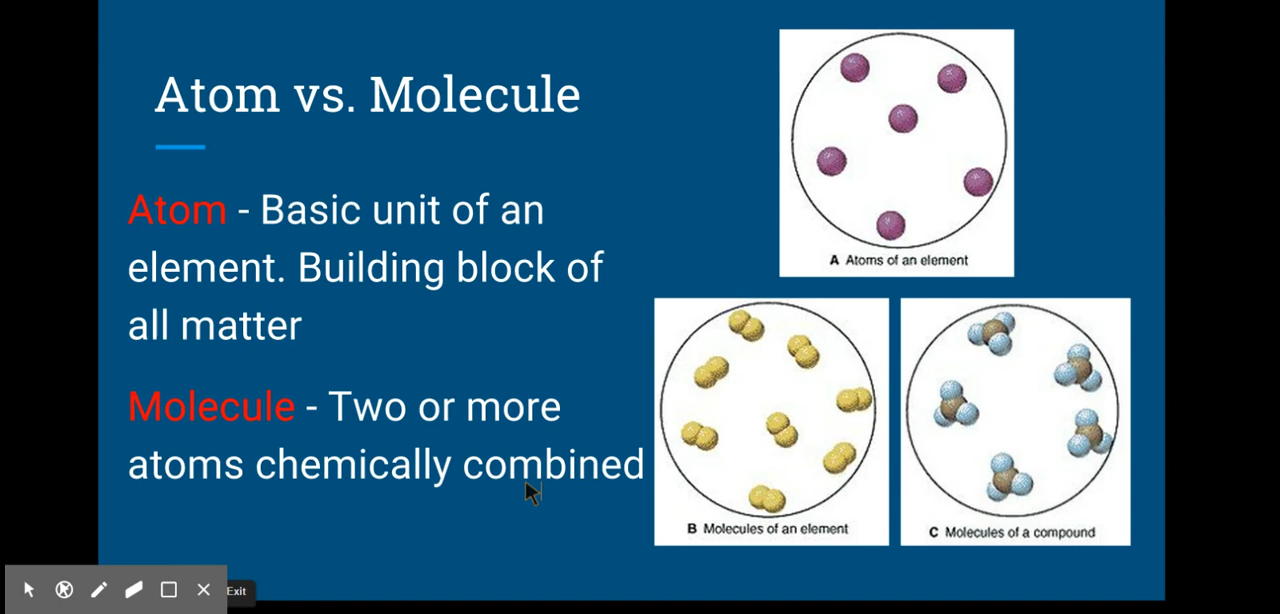 Atom vs. Molecule
Atom - Basic unit of an
element. Building block of
all matter
Molecule - Two or more
atoms chemically combined
A Atoms of an element
B Molecules of an element
C Molecules of a compound
Exit